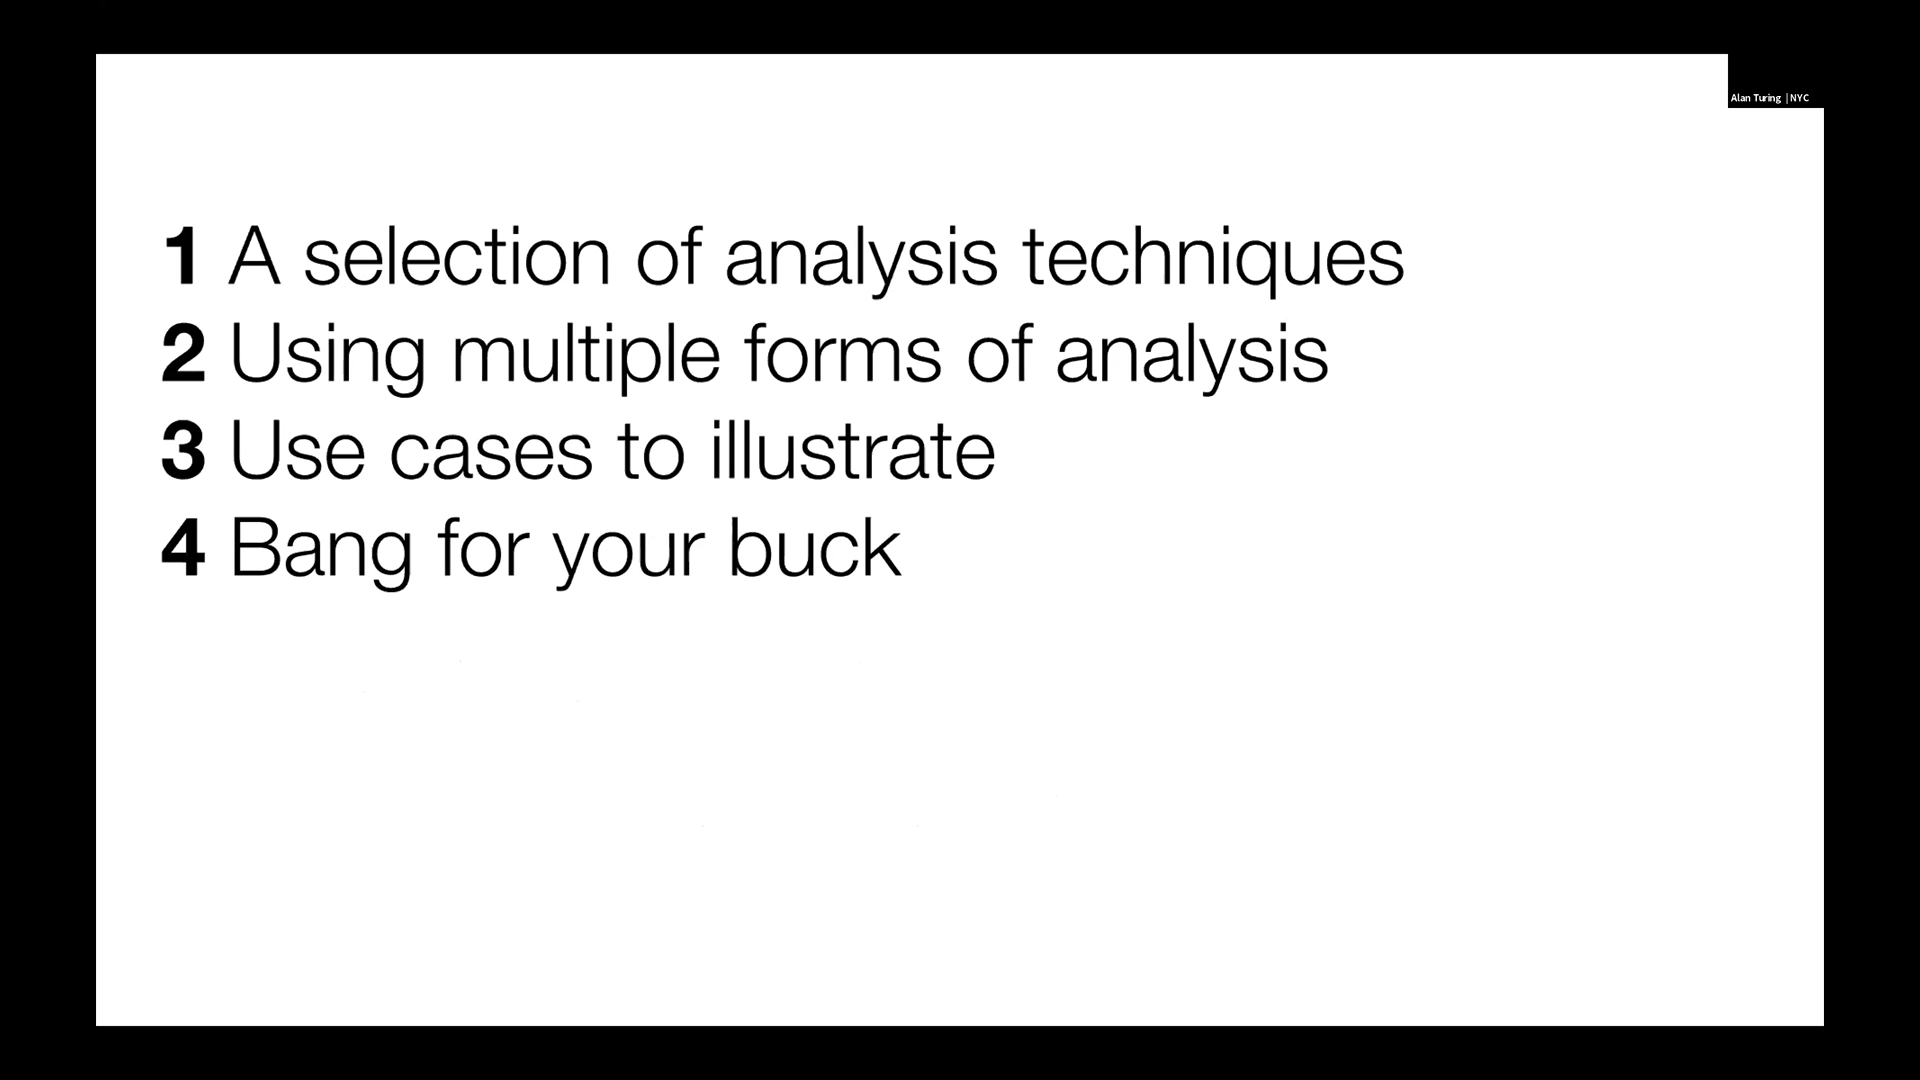 Alan Turing | NYC
1 A selection of analysis techniques
2 Using multiple forms of analysis
3 Use cases to illustrate
4 Bang for your buck